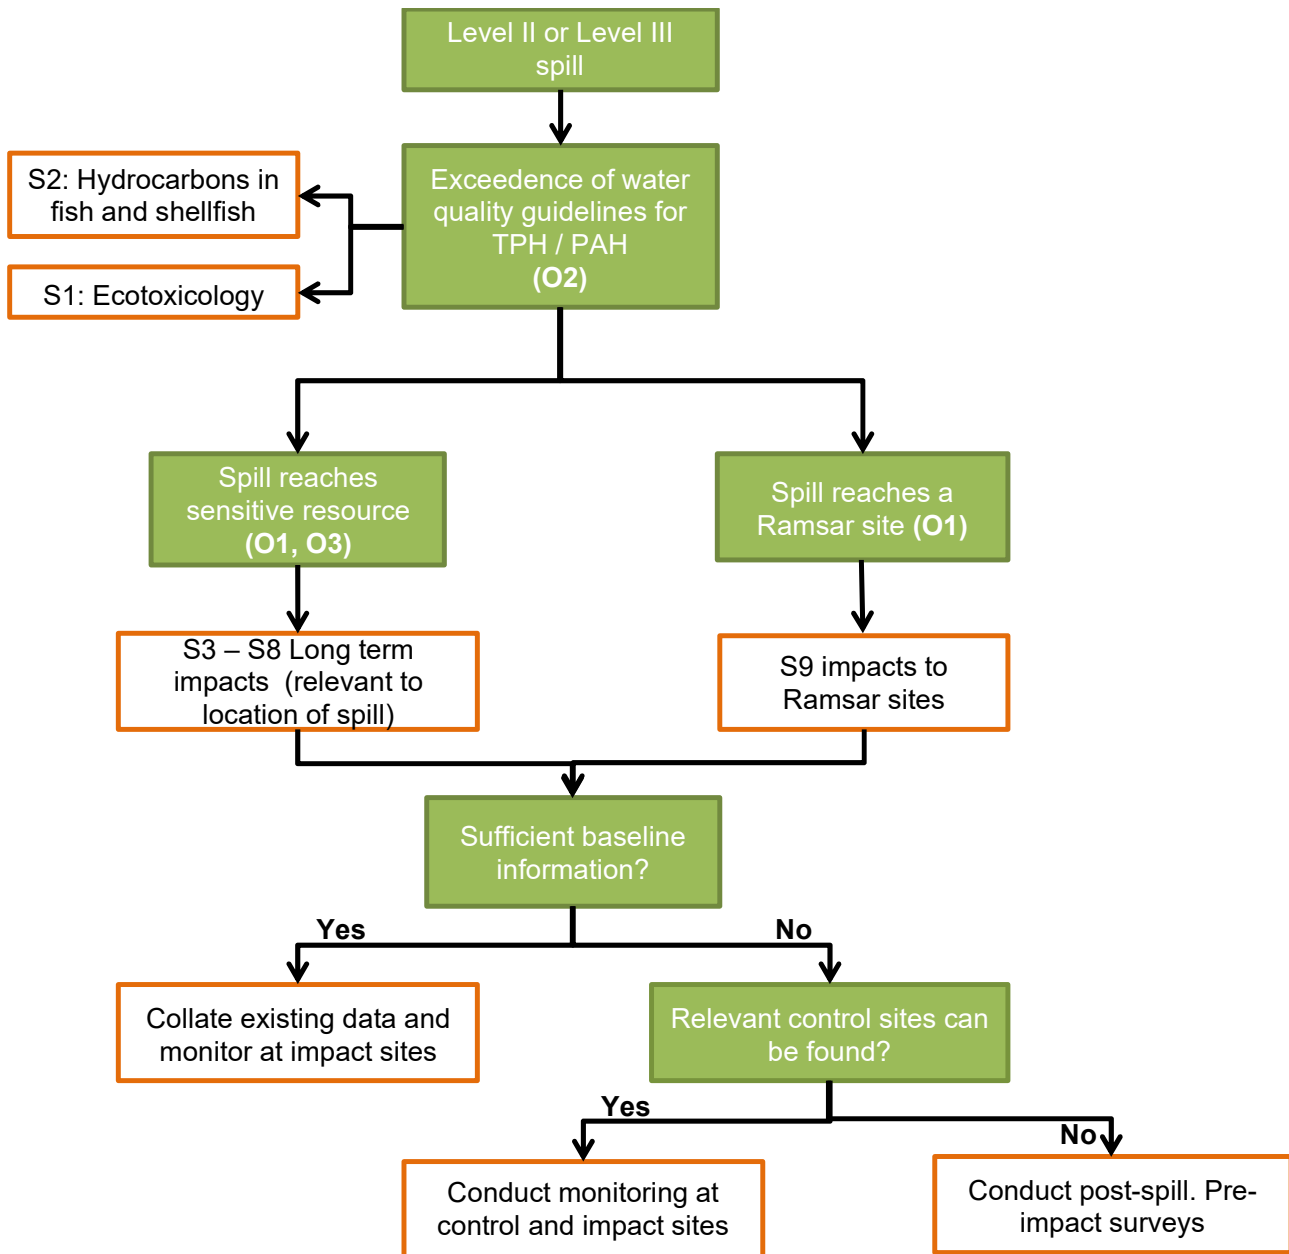 Level II or Level III
spill
S2: Hydrocarbons in
fish and shellfish
Exceedence of water
quality guidelines for
TPH / PAH
(O2)
S1: Ecotoxicology
Spill reaches
sensitive resource
(O1, O3)
Spill reaches a
Ramsar site (O1)
S3 – S8 Long term
impacts (relevant to
location of spill)
S9 impacts to
Ramsar sites
Sufficient baseline
information?
Yes
No
Collate existing data and
monitor at impact sites
Relevant control sites can
be found?
Yes
No
Conduct monitoring at
control and impact sites
Conduct post-spill. Pre-
impact surveys